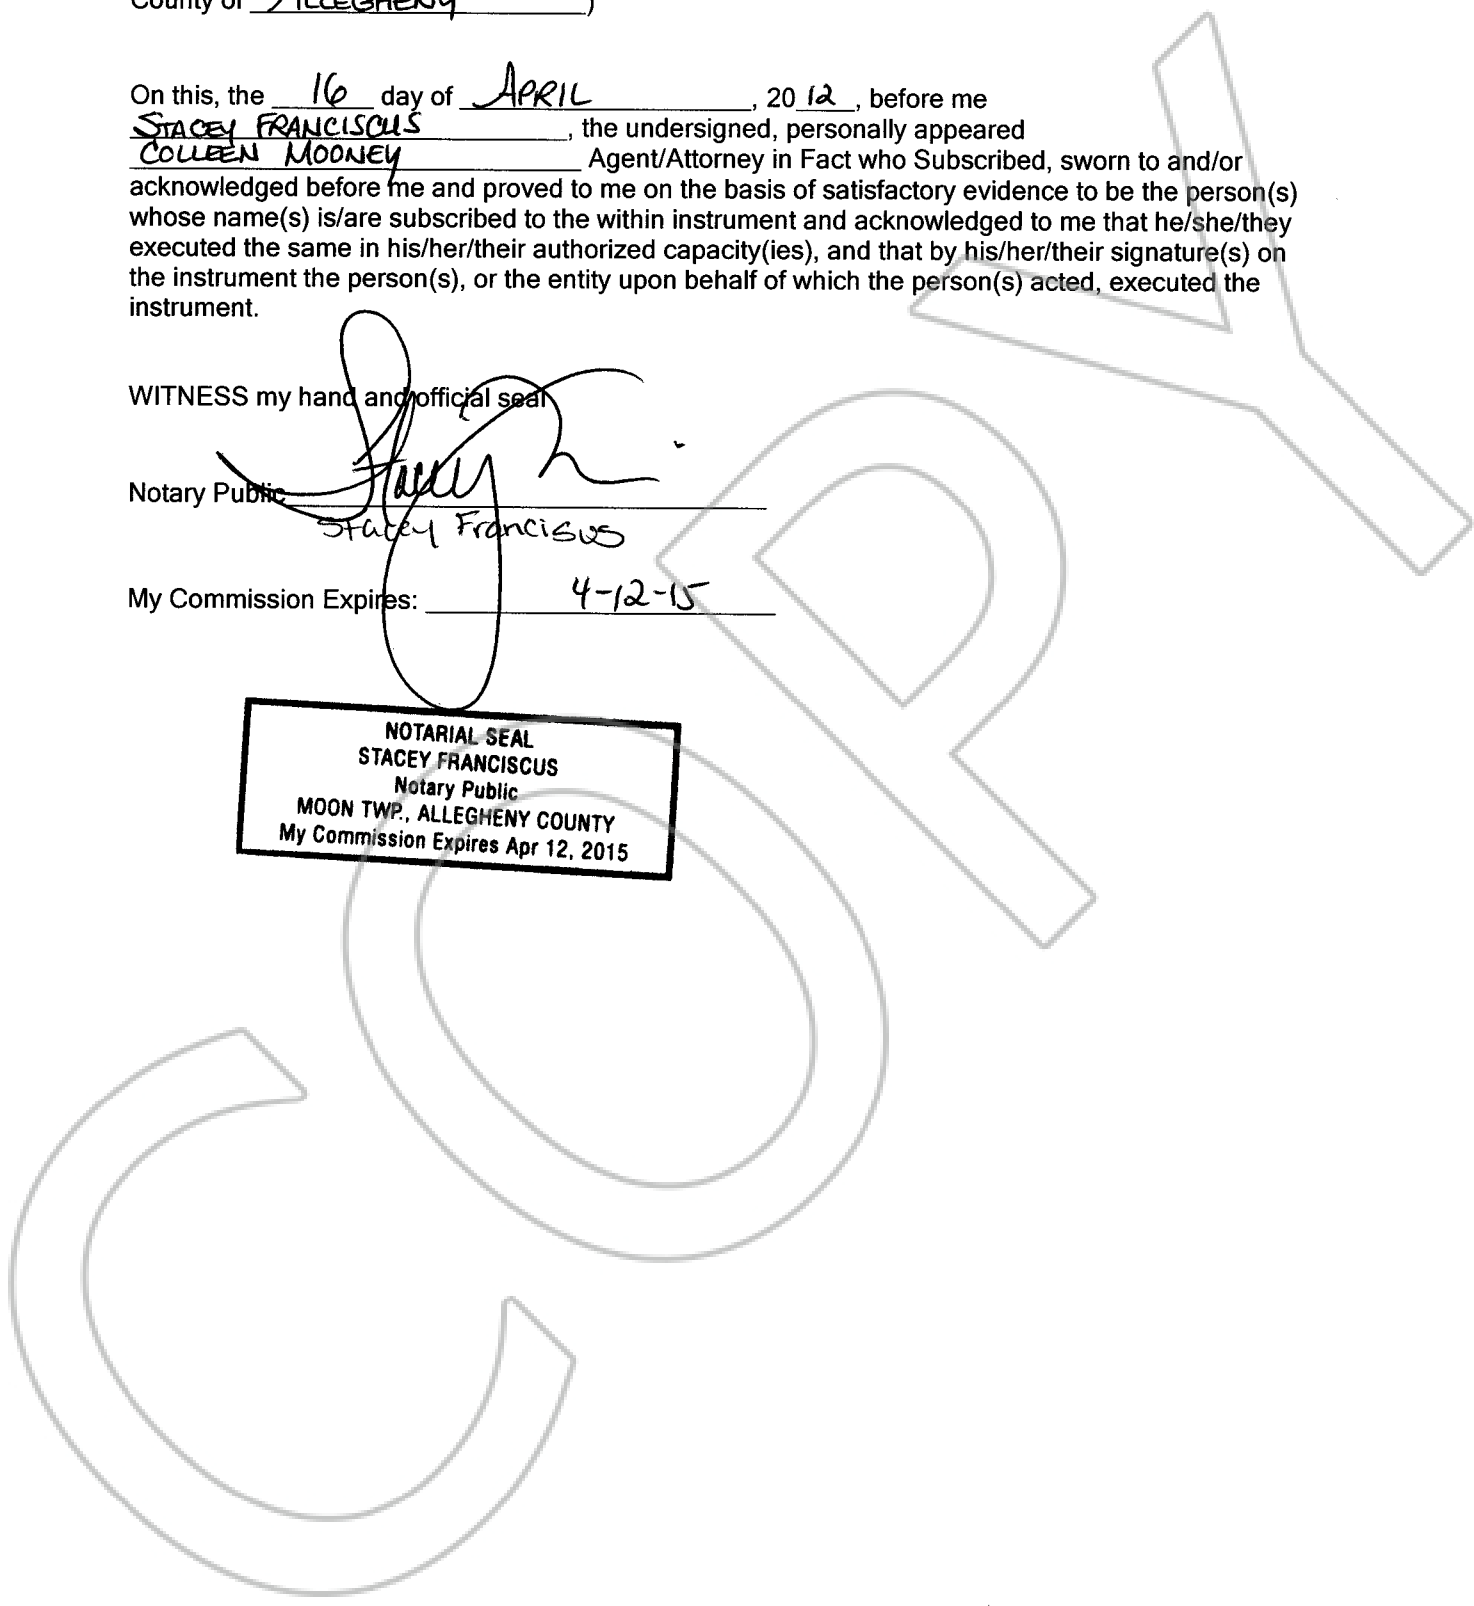 County of ALLEGHENY )
On this, the 16 day of APRIL, 20 12, before me
STACEY FRANCISCUS, the undersigned, personally appeared
COLLEEN MOONEY Agent/Attorney in Fact who Subscribed, sworn to and/or
acknowledged before me and proved to me on the basis of satisfactory evidence to be the person(s)
whose name(s) is/are subscribed to the within instrument and acknowledged to me that he/she/they
executed the same in his/her/their authorized capacity(ies), and that by his/her/their signature(s) on
the instrument the person(s), or the entity upon behalf of which the person(s) acted, executed the
instrument.
WITNESS my hand and official seal
Notary Public
Stacey Francisus
My Commission Expires: 4-12-15
NOTARIAL SEAL
STACEY FRANCISCUS
Notary Public
MOON TWP., ALLEGHENY COUNTY
My Commission Expires Apr 12, 2015
COPY